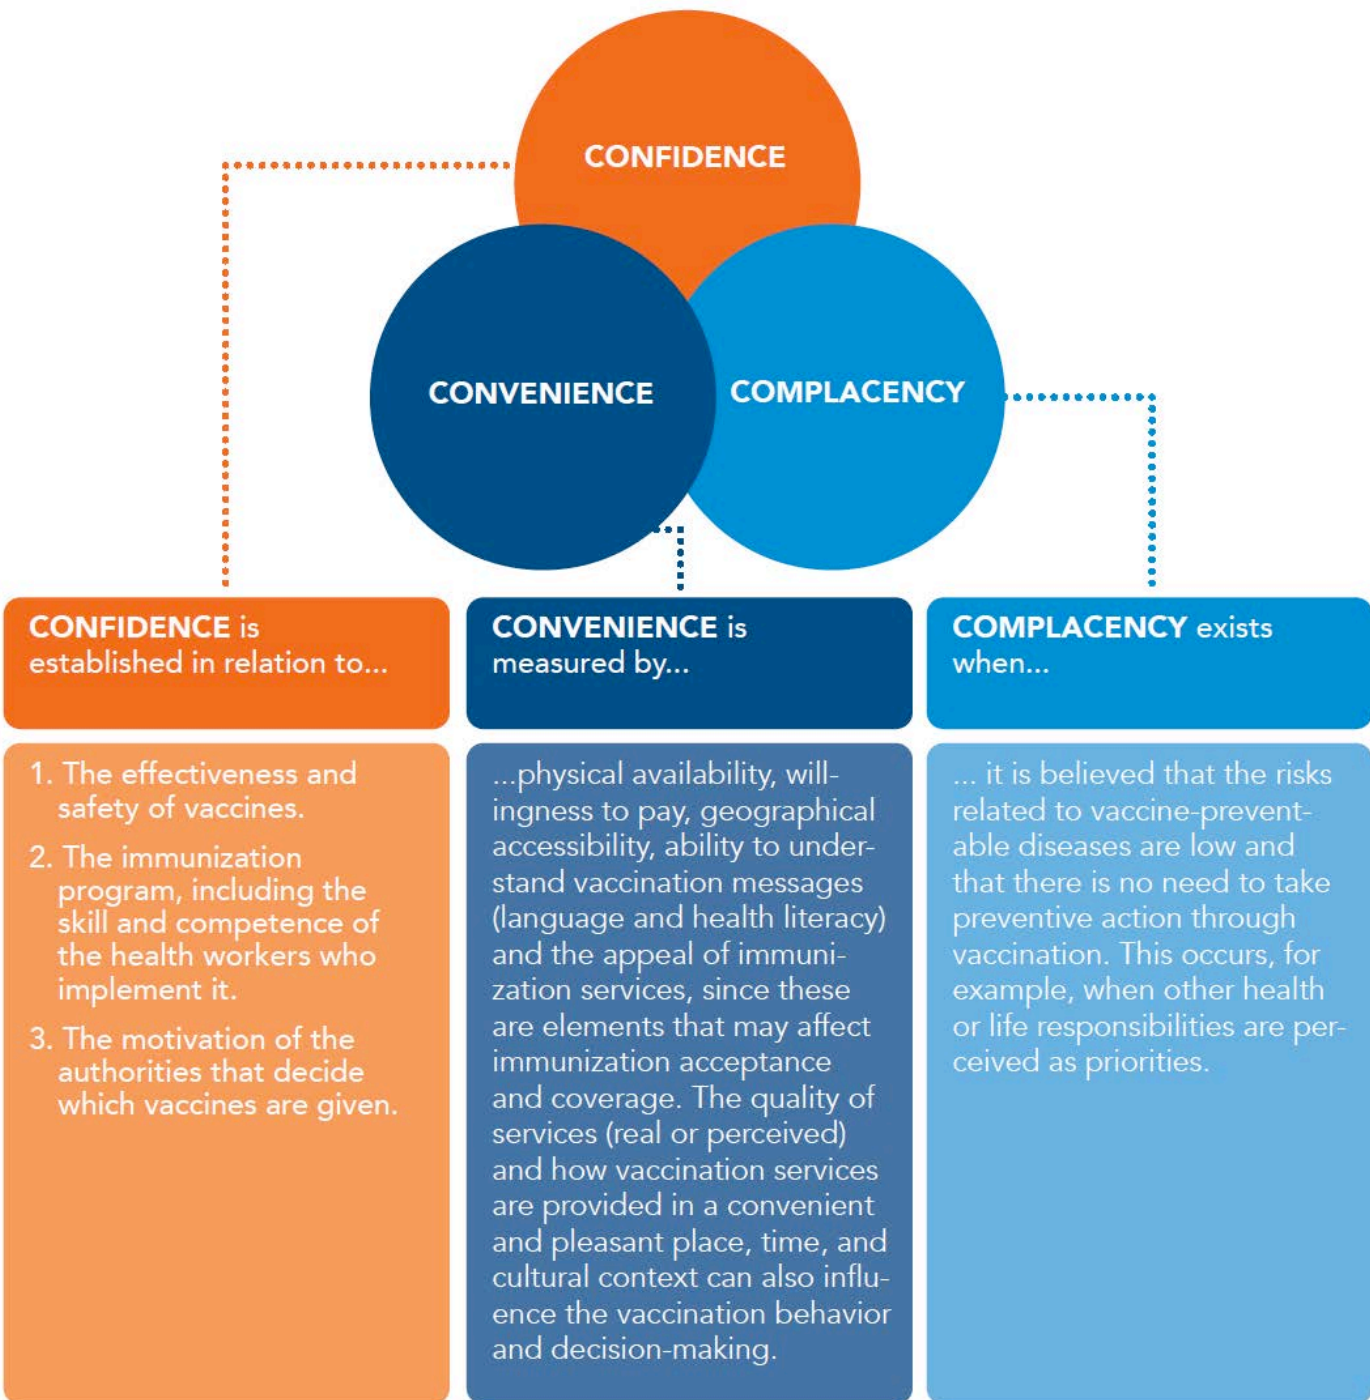 CONFIDENCE
CONVENIENCE
COMPLACENCY
CONFIDENCE is
established in relation to...
1. The effectiveness and
safety of vaccines.
2. The immunization
program, including the
skill and competence of
the health workers who
implement it.
3. The motivation of the
authorities that decide
which vaccines are given.
CONVENIENCE is
measured by...
...physical availability, will-
ingness to pay, geographical
accessibility, ability to under-
stand vaccination messages
(language and health literacy)
and the appeal of immuni-
zation services, since these
are elements that may affect
immunization acceptance
and coverage. The quality of
services (real or perceived)
and how vaccination services
are provided in a convenient
and pleasant place, time, and
cultural context can also influ-
ence the vaccination behavior
and decision-making.
COMPLACENCY exists
when...
... it is believed that the risks
related to vaccine-prevent-
able diseases are low and
that there is no need to take
preventive action through
vaccination. This occurs, for
example, when other health
or life responsibilities are per-
ceived as priorities.